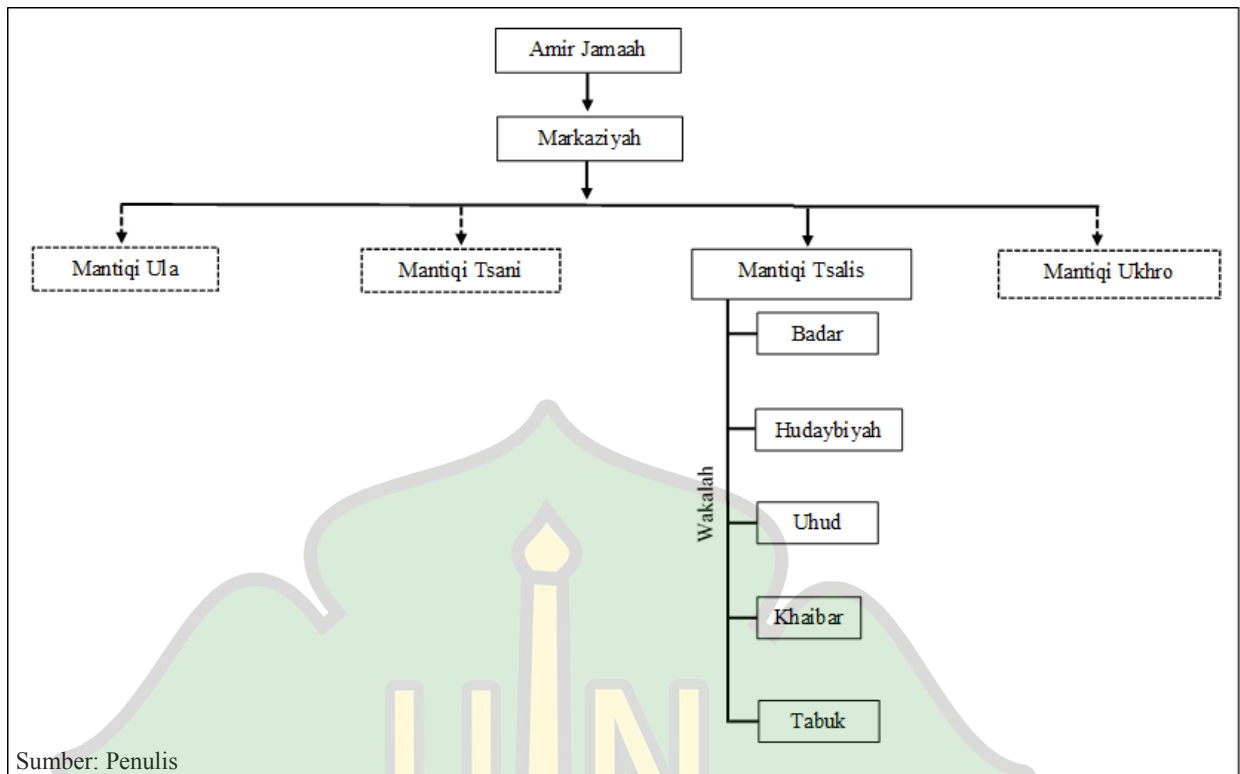 Amir Jamaah
Markaziyah
Mantiqi Ula
Mantiqi Tsani
Mantiqi Tsalis
Mantiqi Ukhro
Wakalah
Badar
Hudaybiyah
Uhud
Khaibar
Tabuk
UIN
Sumber: Penulis